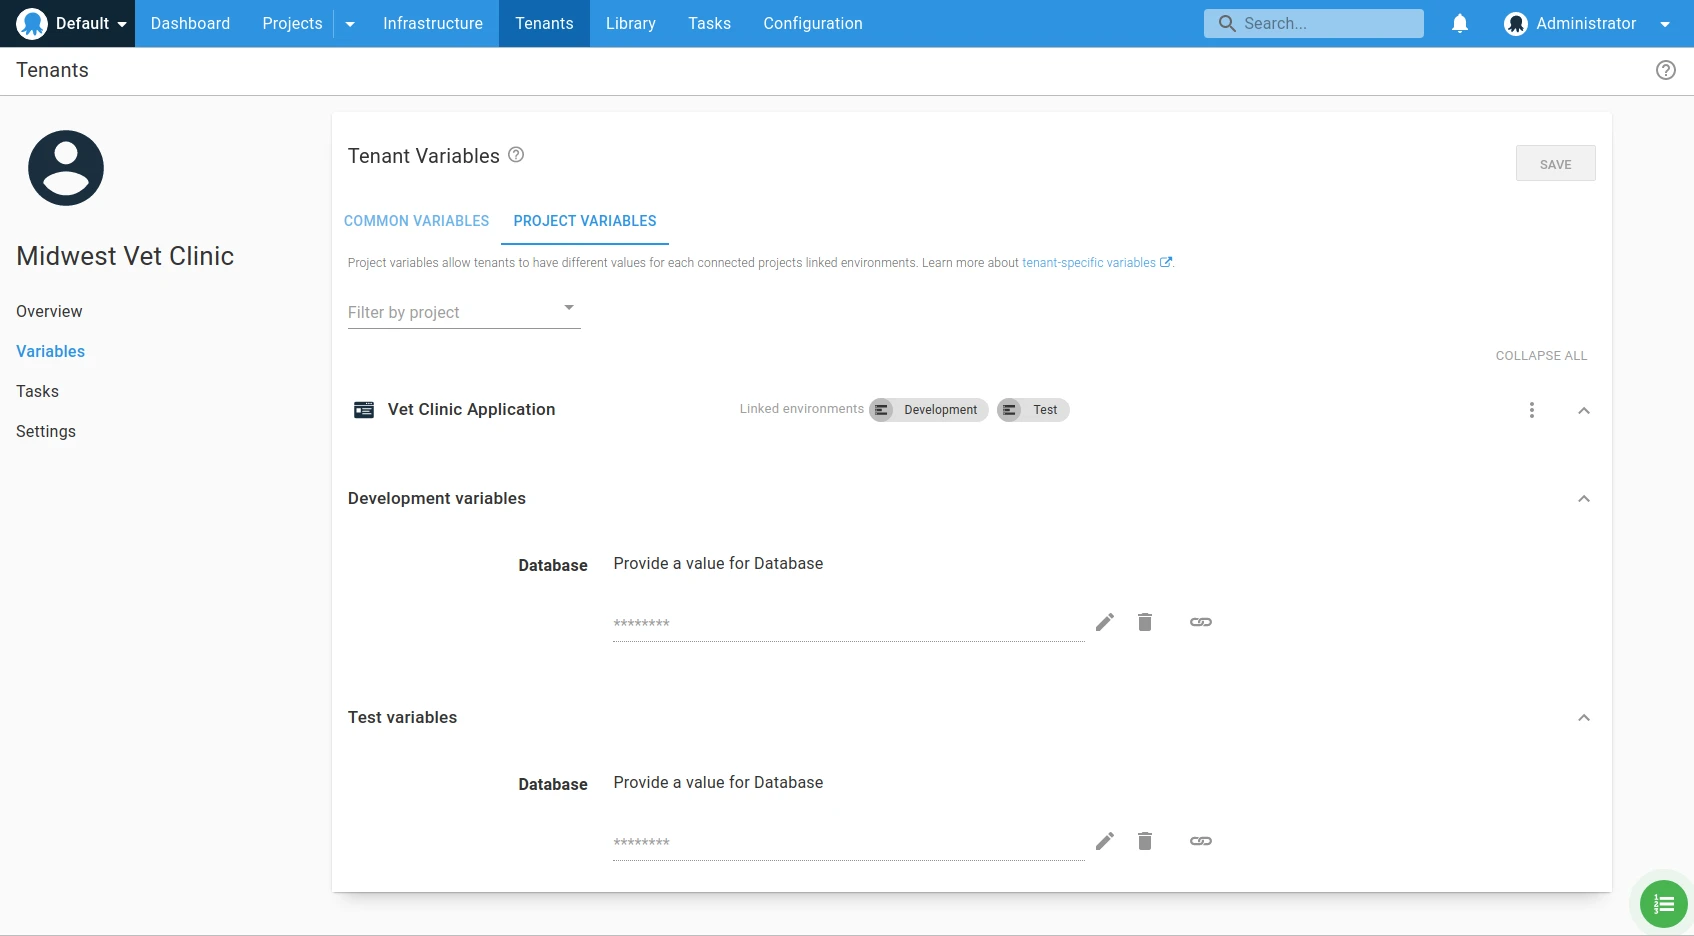 Default Dashboard Projects Infrastructure Tenants Library Tasks Configuration Search... Administrator
Tenants
Midwest Vet Clinic
Overview
Variables
Tasks
Settings
Tenant Variables
SAVE
COMMON VARIABLES PROJECT VARIABLES
Project variables allow tenants to have different values for each connected projects linked environments. Learn more about tenant-specific variables.
Filter by project
COLLAPSE ALL
Vet Clinic Application Linked environments Development Test
Development variables
Database Provide a value for Database
********
Test variables
Database Provide a value for Database
********